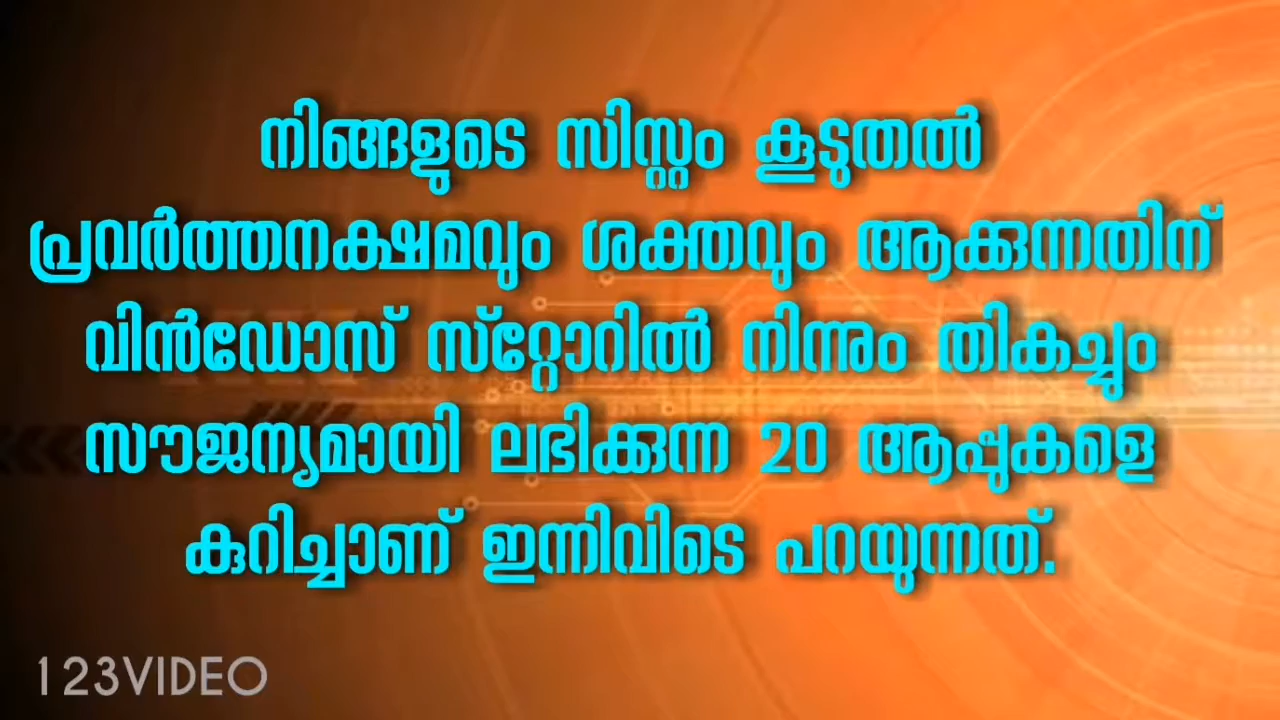 നിങ്ങളുടെ സിസ്റ്റം കൂടുതൽ
പ്രവർത്തനക്ഷമവും ശക്തവും ആക്കുന്നതിന്
വിൻഡോസ് സ്റ്റോറിൽ നിന്നും തികച്ചും
സൗജന്യമായി ലഭിക്കുന്ന 20 ആപ്പുകളെ
കുറിച്ചാണ് ഇന്നിവിടെ പറയുന്നത്.
123VIDEO